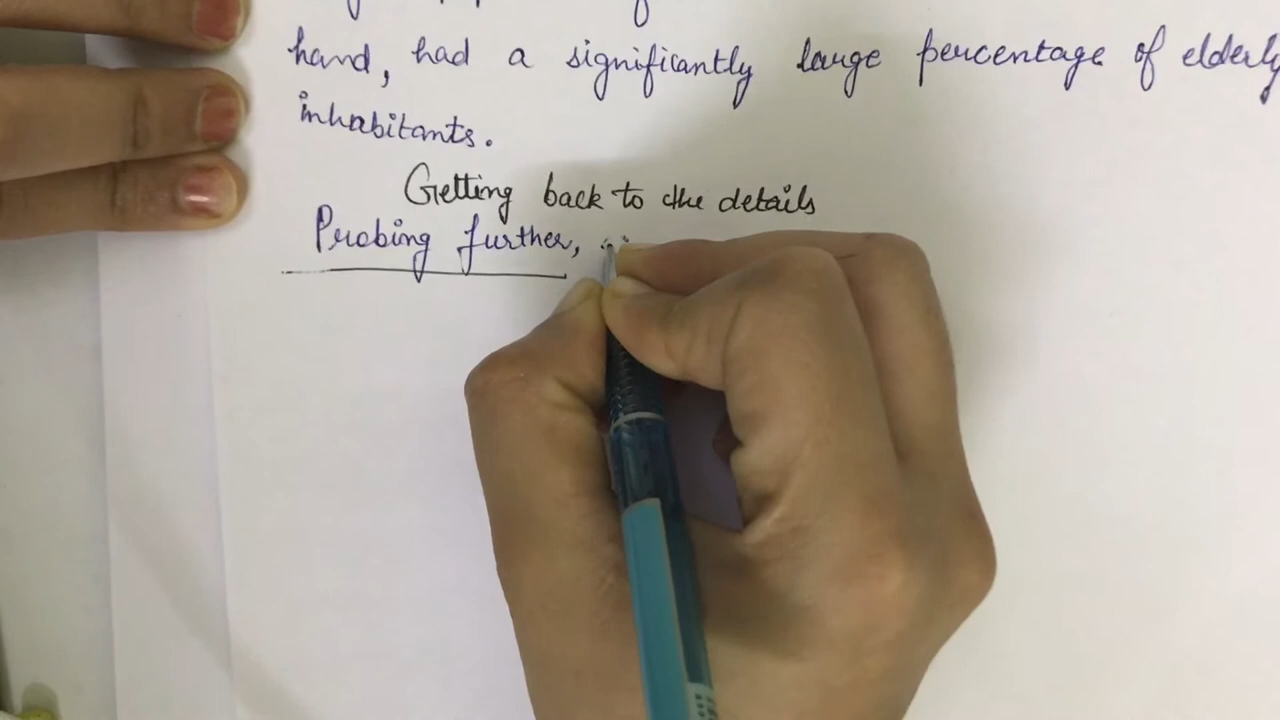 hand, had a significantly large percentage of elderly
inhabitants.
Getting back to the details
Probing further,